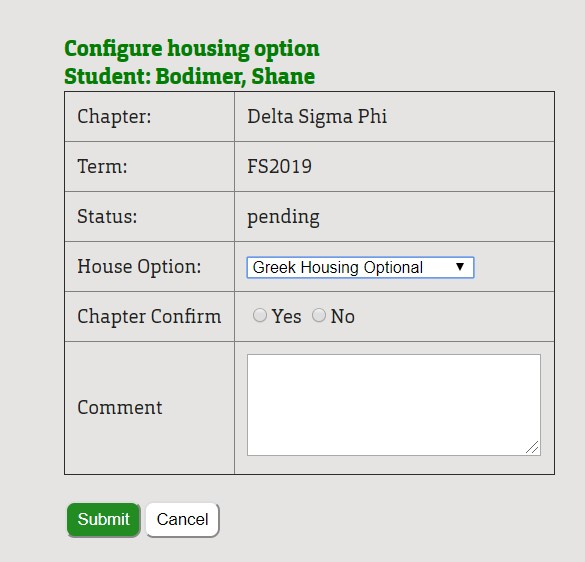 Configure housing option
Student: Bodimer, Shane
Chapter: Delta Sigma Phi
Term: FS2019
Status: pending
House Option: Greek Housing Optional
Chapter Confirm Yes No
Comment
Submit Cancel